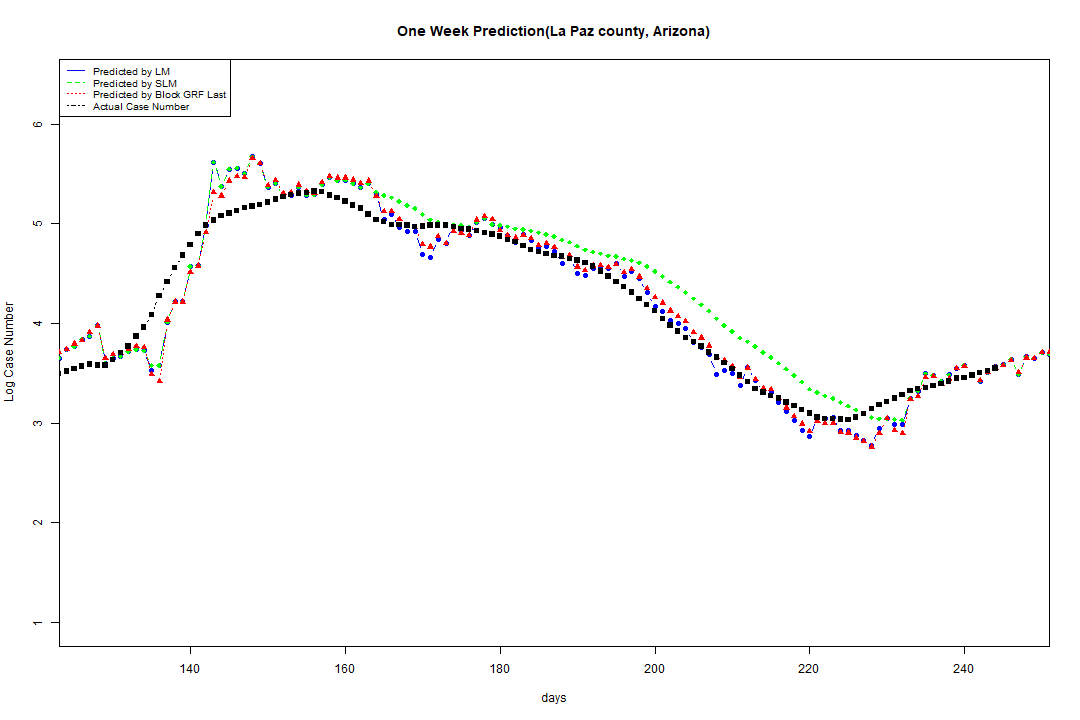 One Week Prediction(La Paz county, Arizona)
Predicted by LM
Predicted by SLM
Predicted by Block GRF Last
Actual Case Number
6
5
4
3
2
1
Log Case Number
140 160 180 200 220 240
days